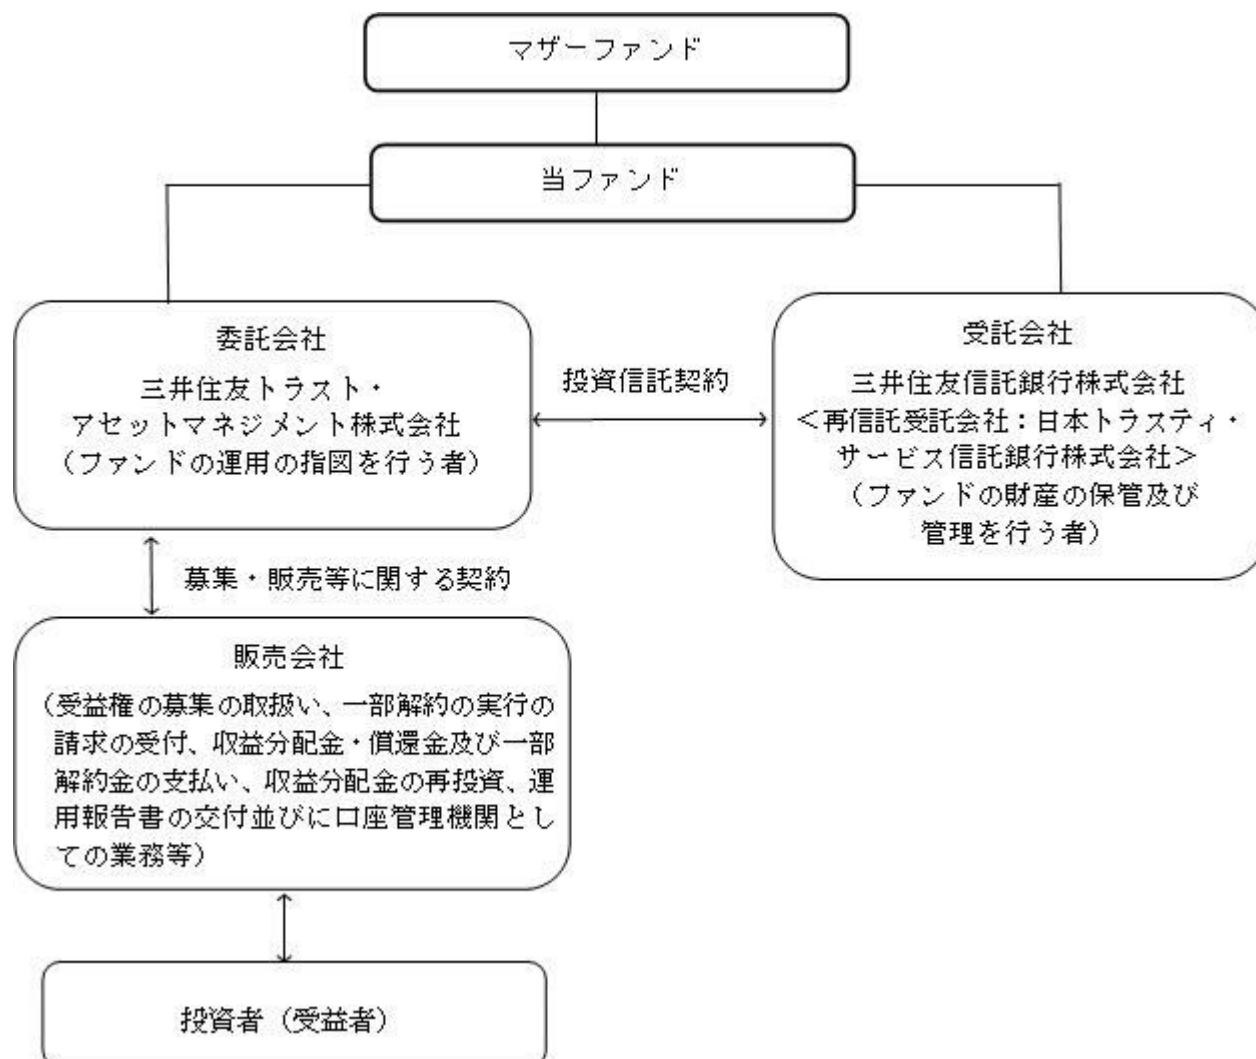 マザーファンド
当ファンド
委託会社
三井住友トラスト・
アセットマネジメント株式会社
（ファンドの運用の指図を行う者）
投資信託契約
受託会社
三井住友信託銀行株式会社
＜再信託受託会社：日本トラスティ・
サービス信託銀行株式会社＞
（ファンドの財産の保管及び
管理を行う者）
募集・販売等に関する契約
販売会社
（受益権の募集の取扱い、一部解約の実行の
請求の受付、収益分配金・償還金及び一部
解約金の支払い、収益分配金の再投資、運
用報告書の交付並びに口座管理機関とし
ての業務等）
投資者（受益者）